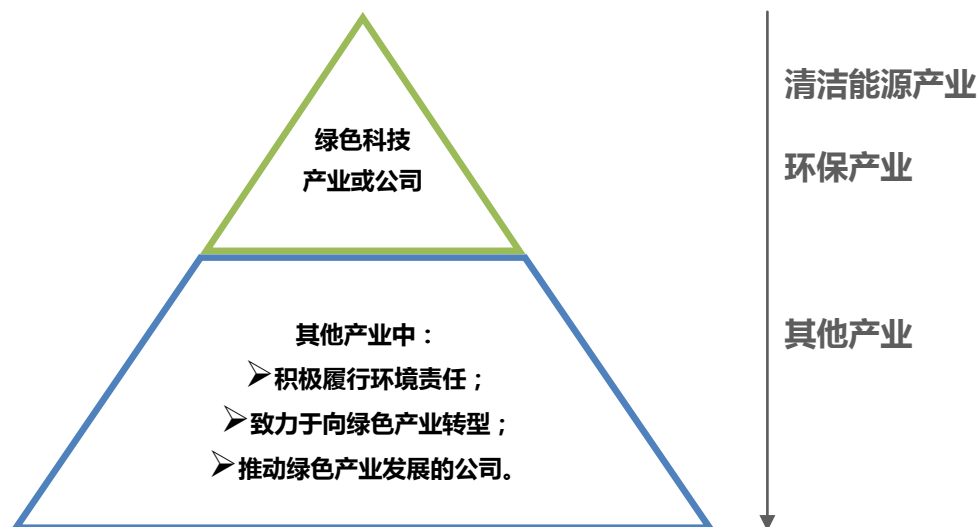 绿色科技
产业或公司
其他产业中：
➢积极履行环境责任；
➢致力于向绿色产业转型；
➢推动绿色产业发展的公司。
清洁能源产业
环保产业
其他产业